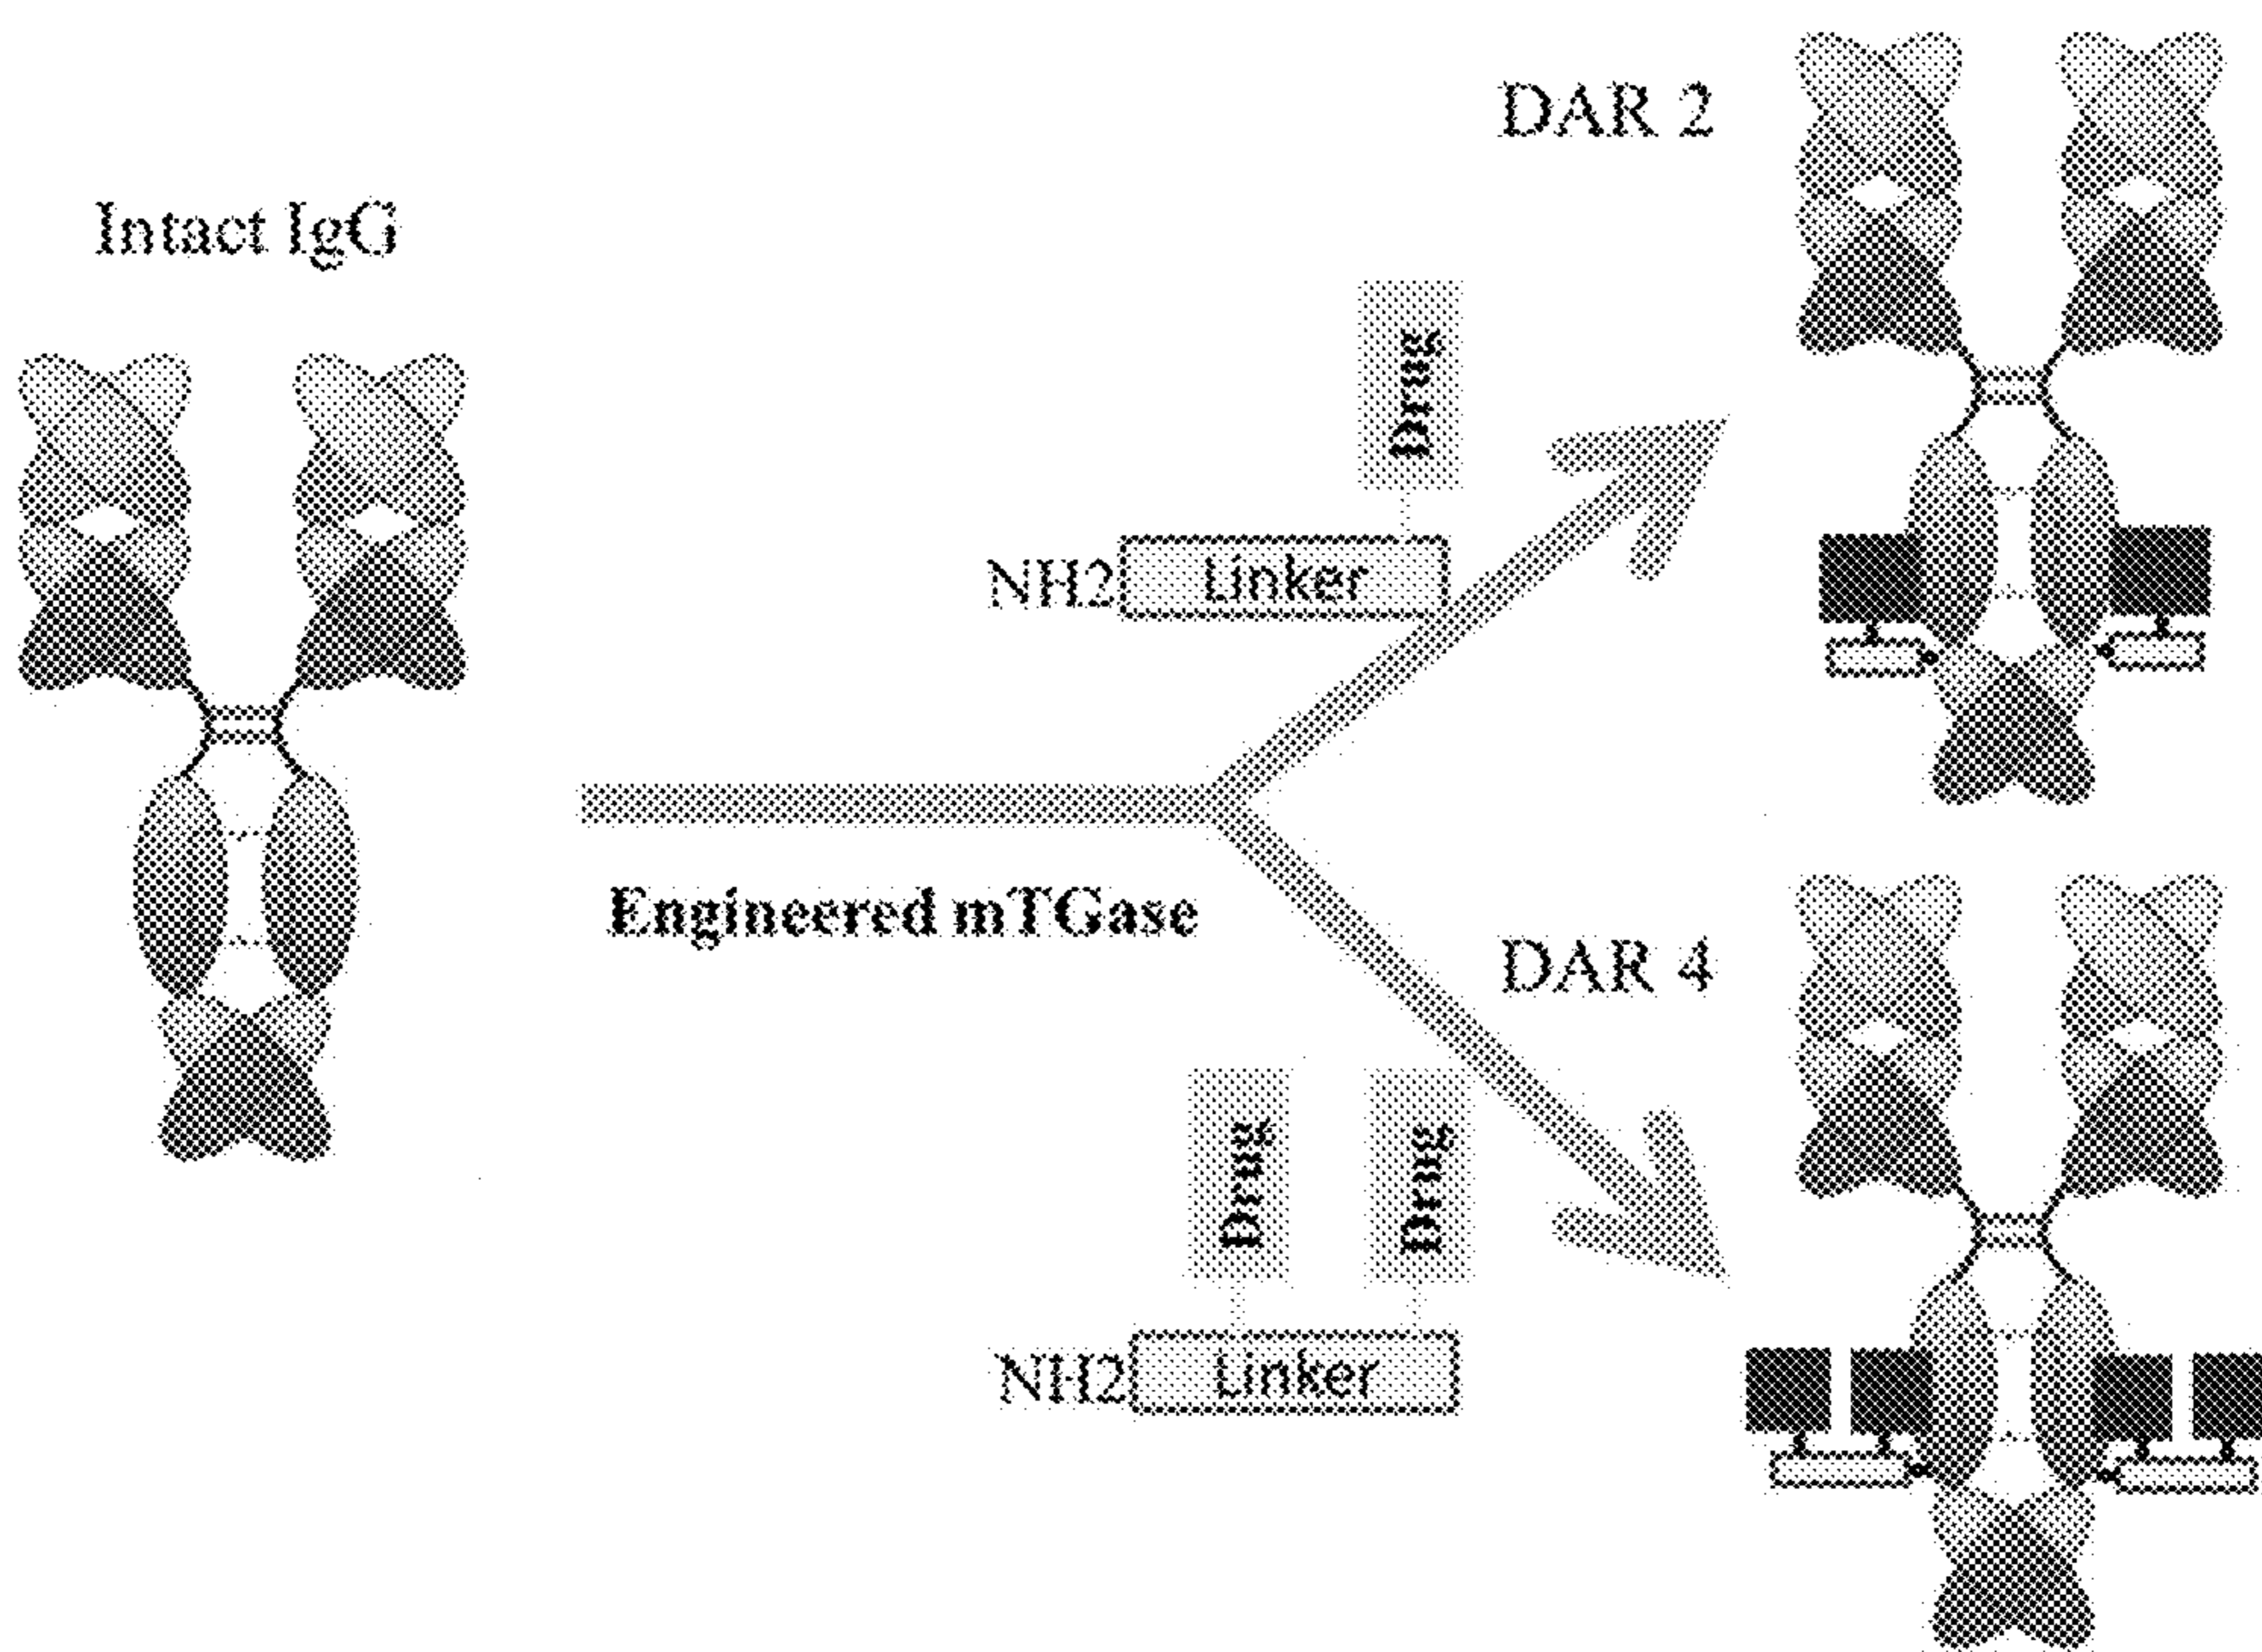 DAR 2
Intact IgG
Drug
NH2 Linker
Engineered mTGase
DAR 4
Drug Drug
NH2 Linker